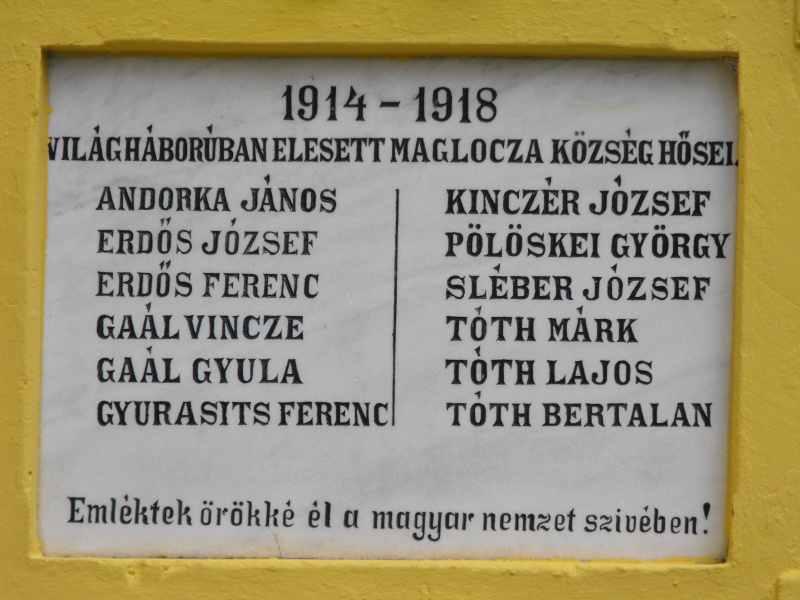 1914 - 1918
VILÁGHÁBORÚBAN ELESETT MAGLOCZA KÖZSÉG HŐSEI.
ANDORKA JÁNOS
ERDŐS JÓZSEF
ERDŐS FERENC
GAÁL VINCZE
GAÁL GYULA
GYURASITS FERENC
KINCZÉR JÓZSEF
PÖLÖSKEI GYÖRGY
SLÉBER JÓZSEF
TÓTH MÁRK
TÓTH LAJOS
TÓTH BERTALAN
Emléktek örökké él a magyar nemzet szivében!